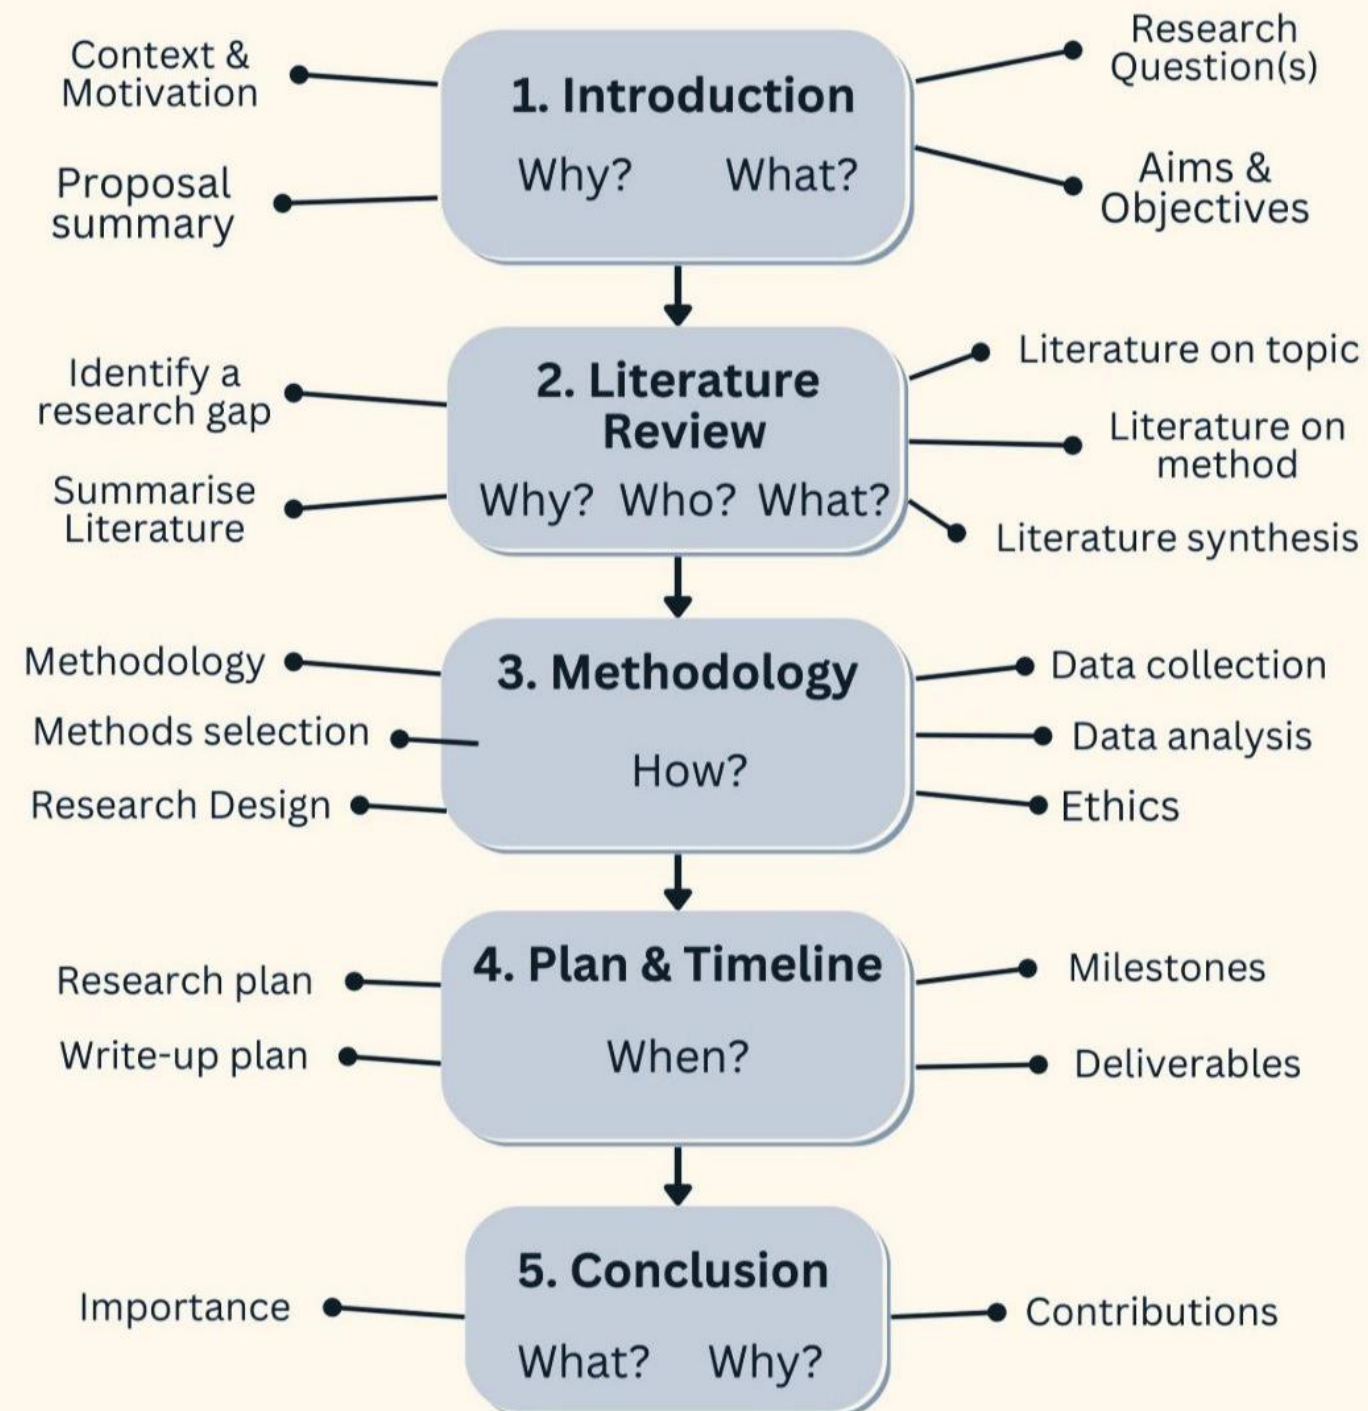 Context &
Motivation
Proposal
summary
1. Introduction
Why? What?
Research
Question(s)
Aims &
Objectives
Identify a
research gap
Summarise
Literature
2. Literature
Review
Why? Who? What?
Literature on topic
Literature on
method
Literature synthesis
Methodology
Methods selection
Research Design
3. Methodology
How?
Data collection
Data analysis
Ethics
Research plan
Write-up plan
4. Plan & Timeline
When?
Milestones
Deliverables
Importance
5. Conclusion
What? Why?
Contributions